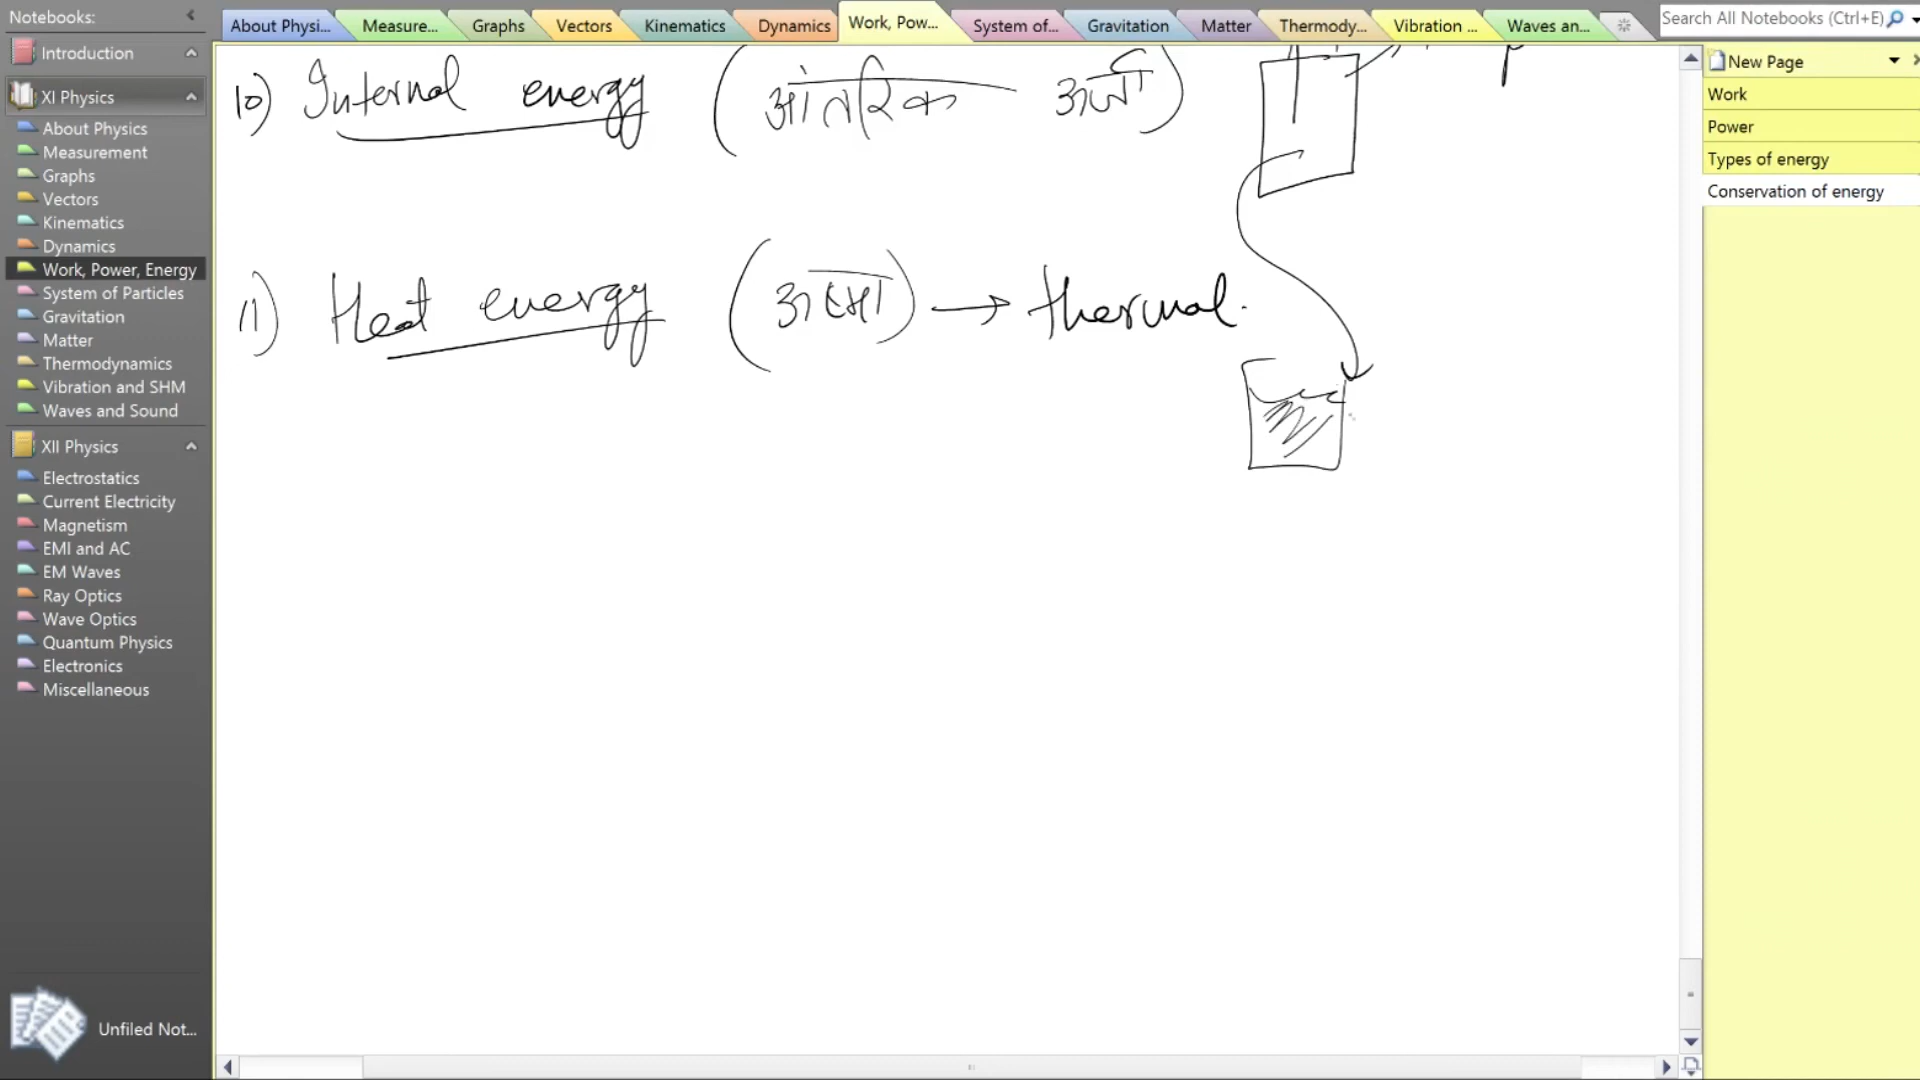 Notebooks:
Introduction
XI Physics
About Physics
Measurement
Graphs
Vectors
Kinematics
Dynamics
Work, Power, Energy
System of Particles
Gravitation
Matter
Thermodynamics
Vibration and SHM
Waves and Sound
XII Physics
Electrostatics
Current Electricity
Magnetism
EMI and AC
EM Waves
Ray Optics
Wave Optics
Quantum Physics
Electronics
Miscellaneous
Unfiled Not...
About Physi... Measure... Graphs Vectors Kinematics Dynamics Work, Pow... System of... Gravitation Matter Thermody... Vibration ... Waves an...
Search All Notebooks (Ctrl+E)
10) Internal energy (आंतरिक ऊर्जा)
11) Heat energy (ऊष्मा) → thermal.
New Page
Work
Power
Types of energy
Conservation of energy